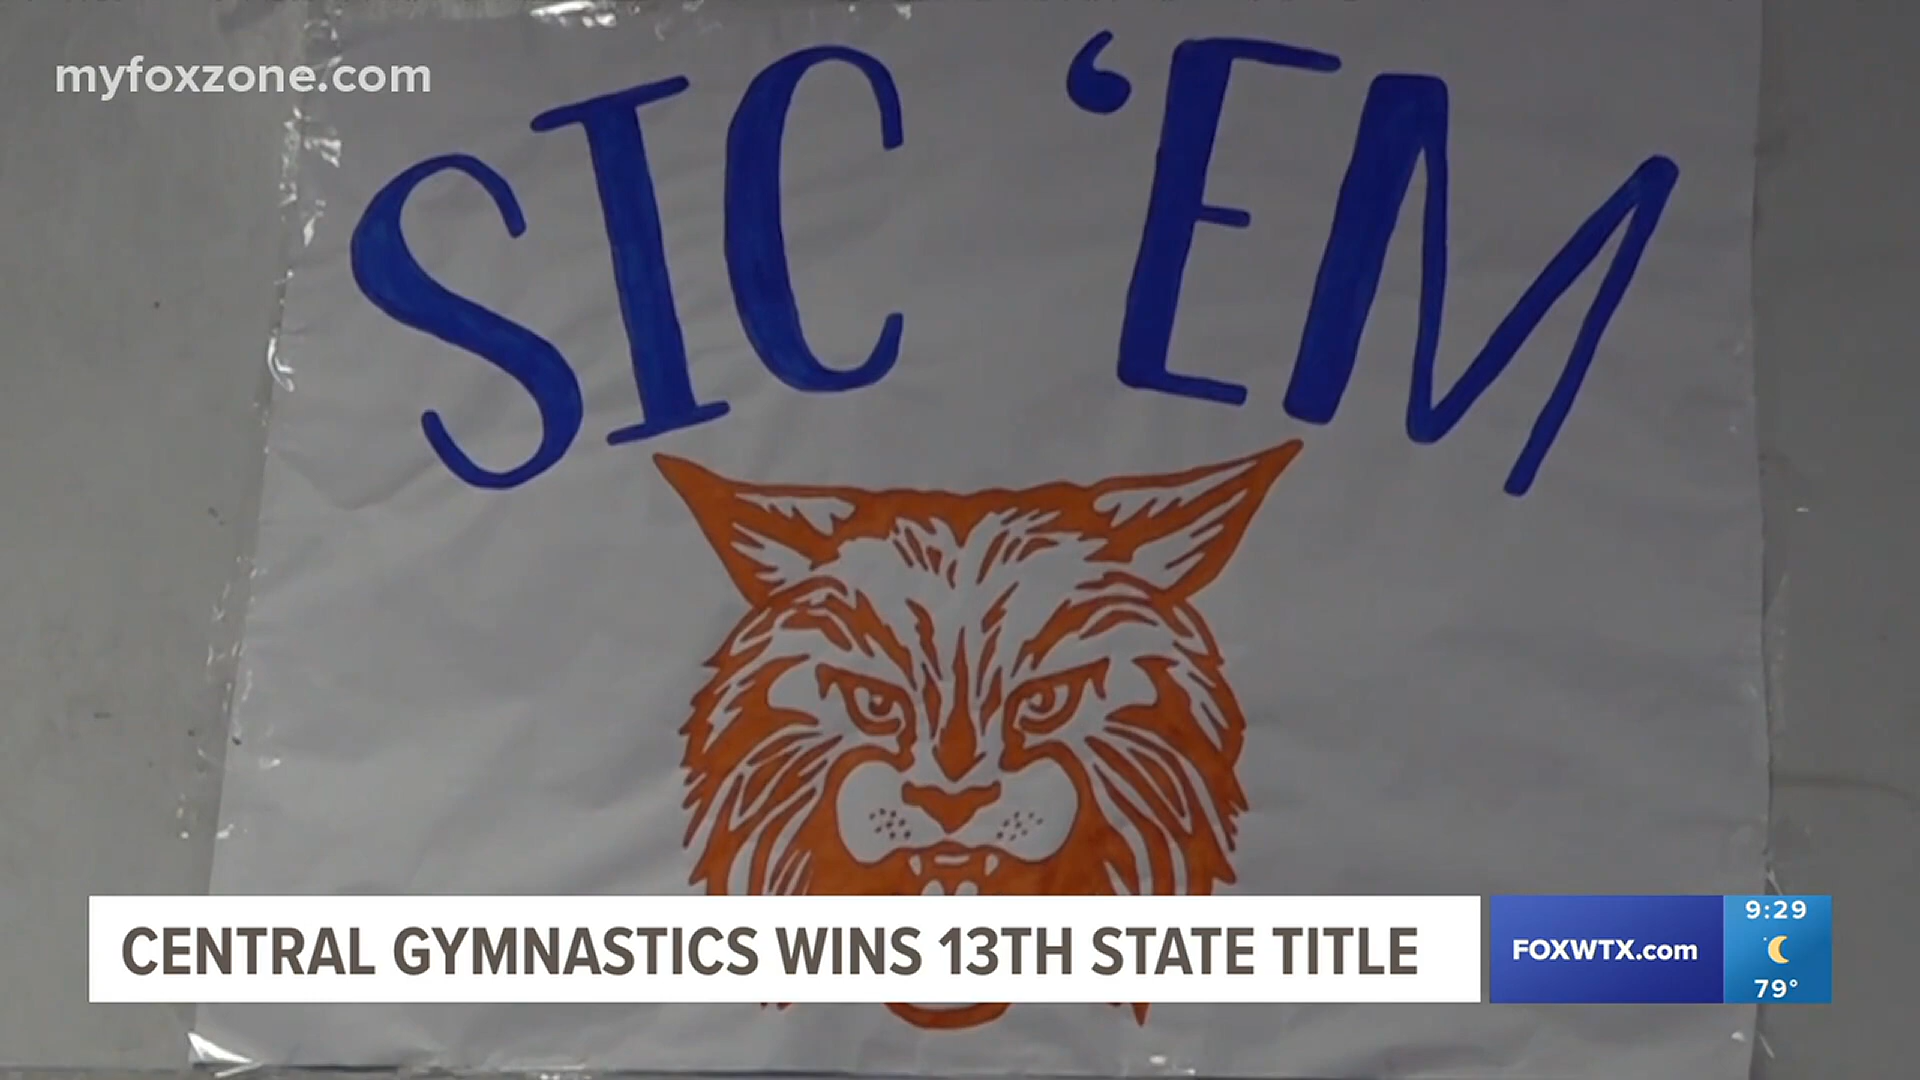 myfoxzone.com
SIC ‘EM
CENTRAL GYMNASTICS WINS 13TH STATE TITLE
FOXWTX.com
9:29
79°